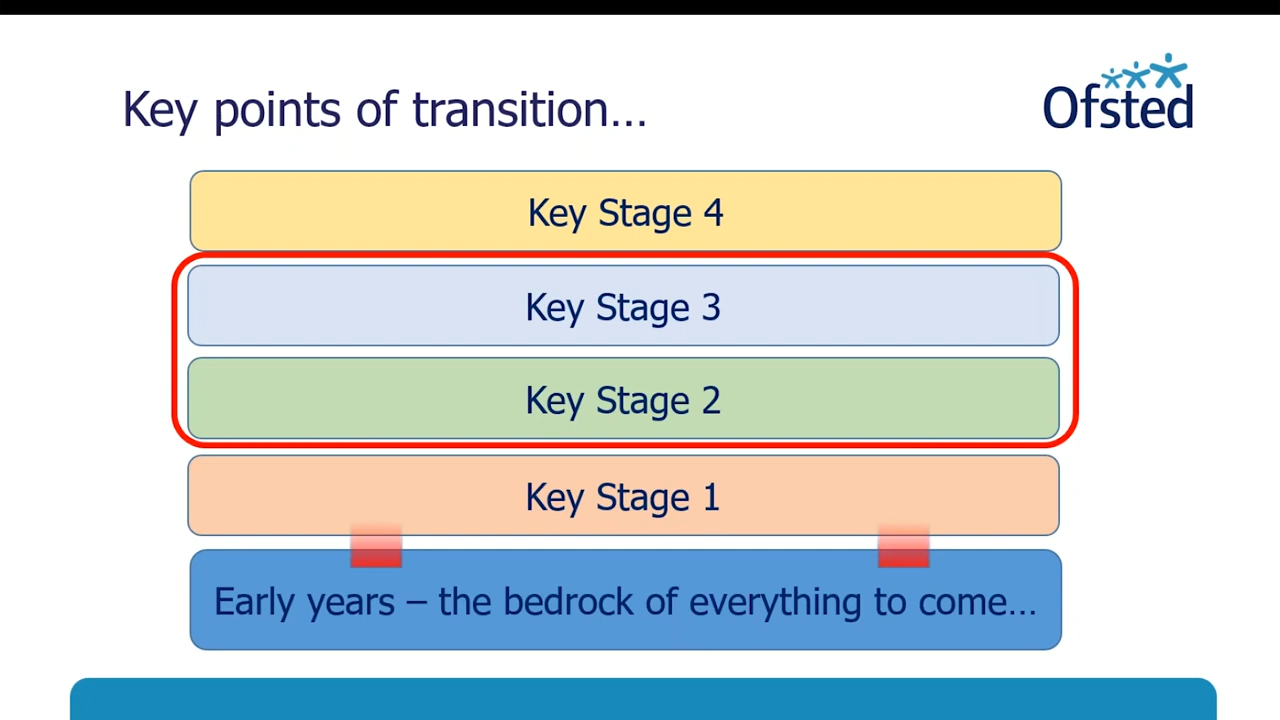 Key points of transition...
Ofsted
Key Stage 4
Key Stage 3
Key Stage 2
Key Stage 1
Early years – the bedrock of everything to come...